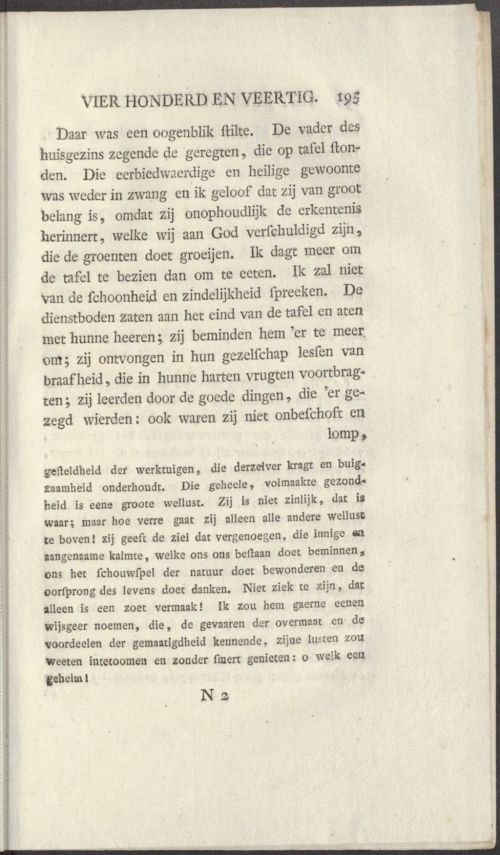 VIER HONDERD EN VEERTIG. 195
Daar was een oogenblik ſtilte. De vader des
huisgezins zegende de geregten, die op tafel ſton-
den. Die eerbiedwaerdige en heilige gewoonte
was weder in zwang en ik geloof dat zij van groot
belang is, omdat zij onophoudlijk de erkentenis
herinnert, welke wij aan God verſchuldigd zijn,
die de groenten doet groeijen. Ik dagt meer om
de tafel te bezien dan om te eeten. Ik zal niet
van de ſchoonheid en zindelijkheid ſpreeken. De
dienstboden zaten aan het eind van de tafel en aten
met hunne heeren; zij beminden hem 'er te meer
om; zij ontvongen in hun gezelſchap lesſen van
braafheid, die in hunne harten vrugten voortbrag-
ten; zij leerden door de goede dingen, die 'er ge-
zegd wierden: ook waren zij niet onbeſchoft en
lomp,
geſteldheid der werktuigen, die derzelver kragt en buig-
zaamheid onderhoudt. Die geheele, volmaakte gezond-
heid is eene groote wellust. Zij is niet zinlijk, dat is
waar; maar hoe verre gaat zij alleen alle andere wellust
te boven! zij geeft de ziel dat vergenoegen, die innige en
aangenaame kalmte, welke ons ons beſtaan doet beminnen,
ons het ſchouwſpel der natuur doet bewonderen en de
oorſprong des levens doet danken. Niet ziek te zijn, dat
alleen is een zoet vermaak! Ik zou hem gaerne eenen
wijsgeer noemen, die, de gevaaren der overmaat en de
voordeelen der gemaatigdheid kennende, zijne lusten zou
weeten intetoomen en zonder ſmert genieten: o welk een
geheim!
N 2